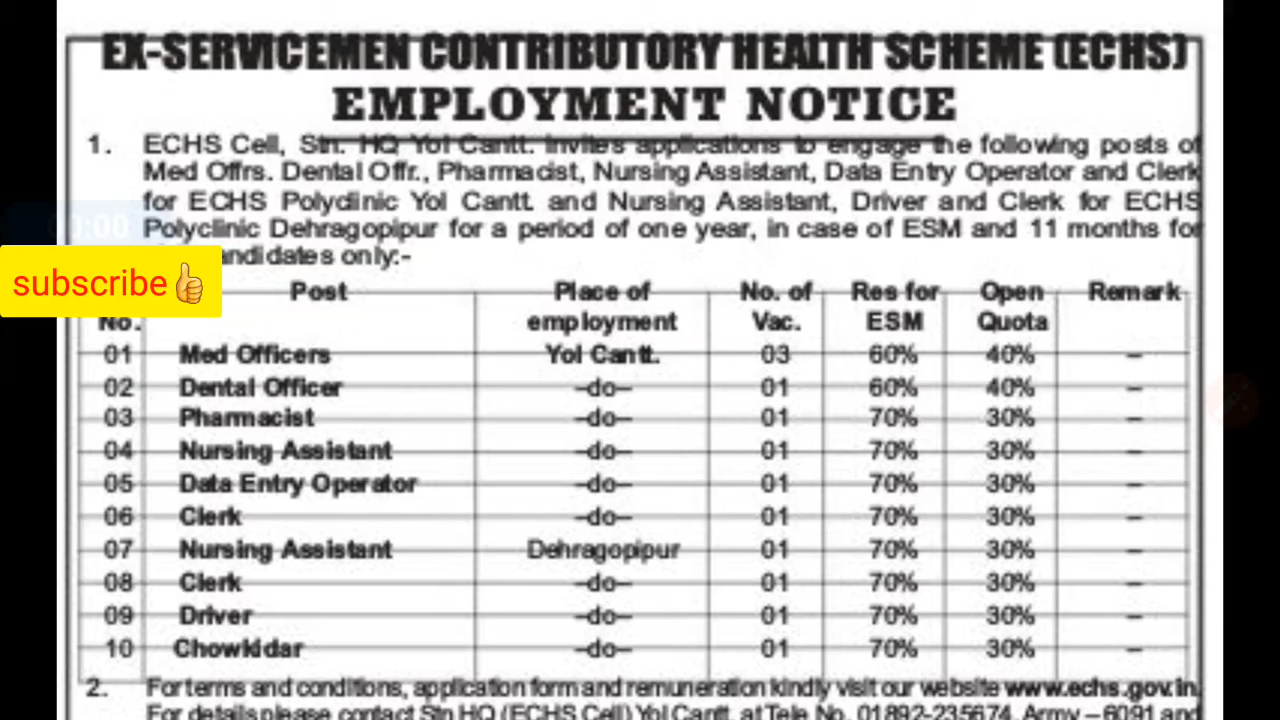 EX-SERVICEMEN CONTRIBUTORY HEALTH SCHEME (ECHS)
EMPLOYMENT NOTICE
1. ECHS Cell, Stn. HQ Yol Cantt. invites applications to engage the following posts of
Med Offrs. Dental Offr., Pharmacist, Nursing Assistant, Data Entry Operator and Clerk
for ECHS Polyclinic Yol Cantt. and Nursing Assistant, Driver and Clerk for ECHS
00:00
Polyclinic Dehragopipur for a period of one year, in case of ESM and 11 months for
andidates only:-
subscribe👍
Post Place of No. of Res for Open Remark
No. employment Vac. ESM Quota
01 Med Officers Yol Cantt. 03 60% 40% –
02 Dental Officer –do– 01 60% 40% –
03 Pharmacist –do– 01 70% 30% –
04 Nursing Assistant –do– 01 70% 30% –
05 Data Entry Operator –do– 01 70% 30% –
06 Clerk –do– 01 70% 30% –
07 Nursing Assistant Dehragopipur 01 70% 30% –
08 Clerk –do– 01 70% 30% –
09 Driver –do– 01 70% 30% –
10 Chowkidar –do– 01 70% 30% –
2. For terms and conditions, application form and remuneration kindly visit our website www.echs.gov.in.
For details please contact Stn HQ (ECHS Cell) Yol Cantt. at Tele No. 01892-235674, Army – 6091 and